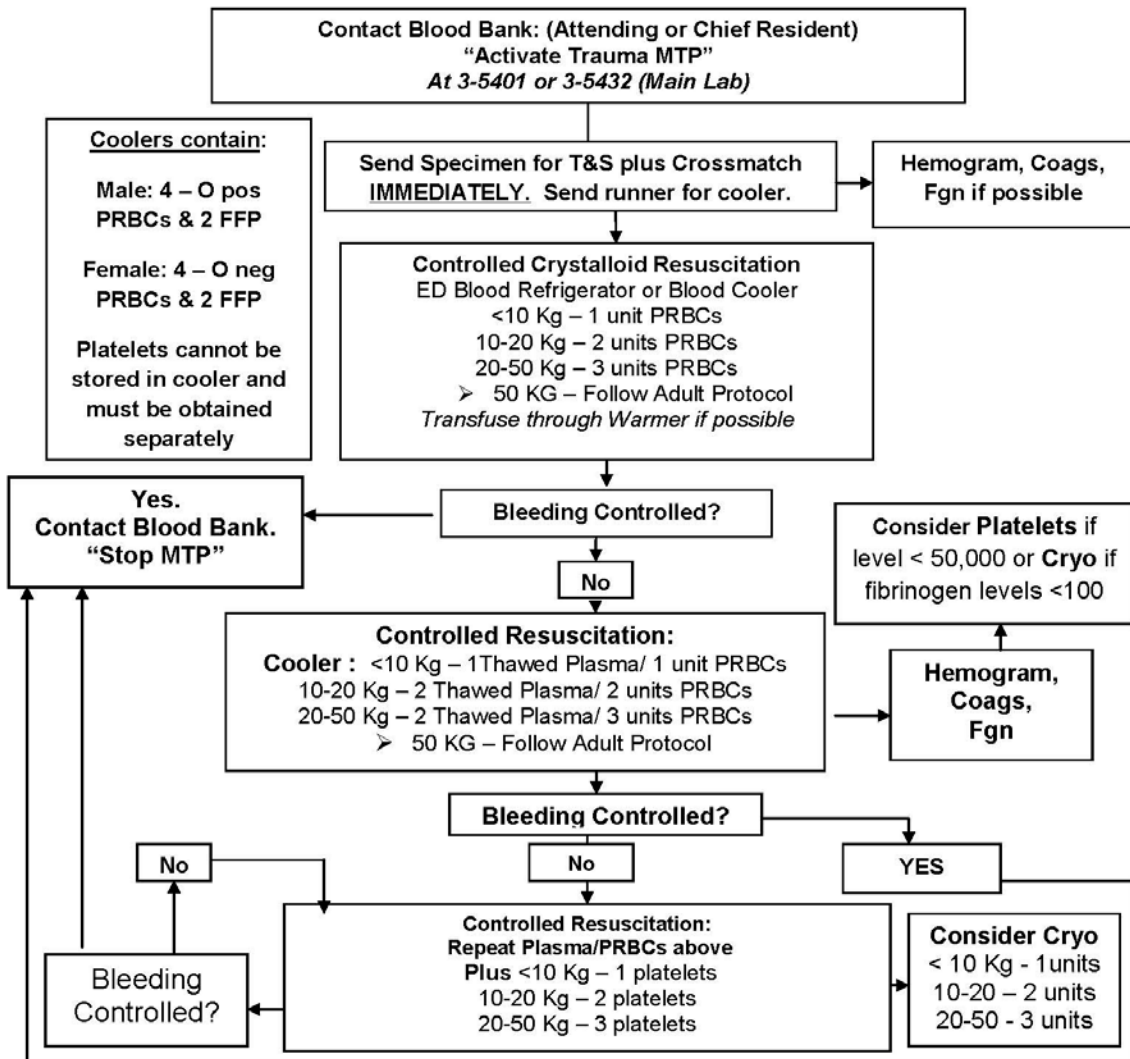 Contact Blood Bank: (Attending or Chief Resident)
“Activate Trauma MTP”
At 3-5401 or 3-5432 (Main Lab)
Coolers contain:
Male: 4 – O pos
PRBCs & 2 FFP
Female: 4 – O neg
PRBCs & 2 FFP
Platelets cannot be
stored in cooler and
must be obtained
separately
Send Specimen for T&S plus Crossmatch
IMMEDIATELY. Send runner for cooler.
Hemogram, Coags,
Fgn if possible
Controlled Crystalloid Resuscitation
ED Blood Refrigerator or Blood Cooler
<10 Kg – 1 unit PRBCs
10-20 Kg – 2 units PRBCs
20-50 Kg – 3 units PRBCs
➢ 50 KG – Follow Adult Protocol
Transfuse through Warmer if possible
Yes.
Contact Blood Bank.
“Stop MTP”
Bleeding Controlled?
No
Consider Platelets if
level < 50,000 or Cryo if
fibrinogen levels <100
Controlled Resuscitation:
Cooler : <10 Kg – 1Thawed Plasma/ 1 unit PRBCs
10-20 Kg – 2 Thawed Plasma/ 2 units PRBCs
20-50 Kg – 2 Thawed Plasma/ 3 units PRBCs
➢ 50 KG – Follow Adult Protocol
Hemogram,
Coags,
Fgn
Bleeding Controlled?
No
No
YES
Controlled Resuscitation:
Repeat Plasma/PRBCs above
Plus <10 Kg – 1 platelets
10-20 Kg – 2 platelets
20-50 Kg – 3 platelets
Bleeding
Controlled?
Consider Cryo
< 10 Kg - 1units
10-20 – 2 units
20-50 - 3 units